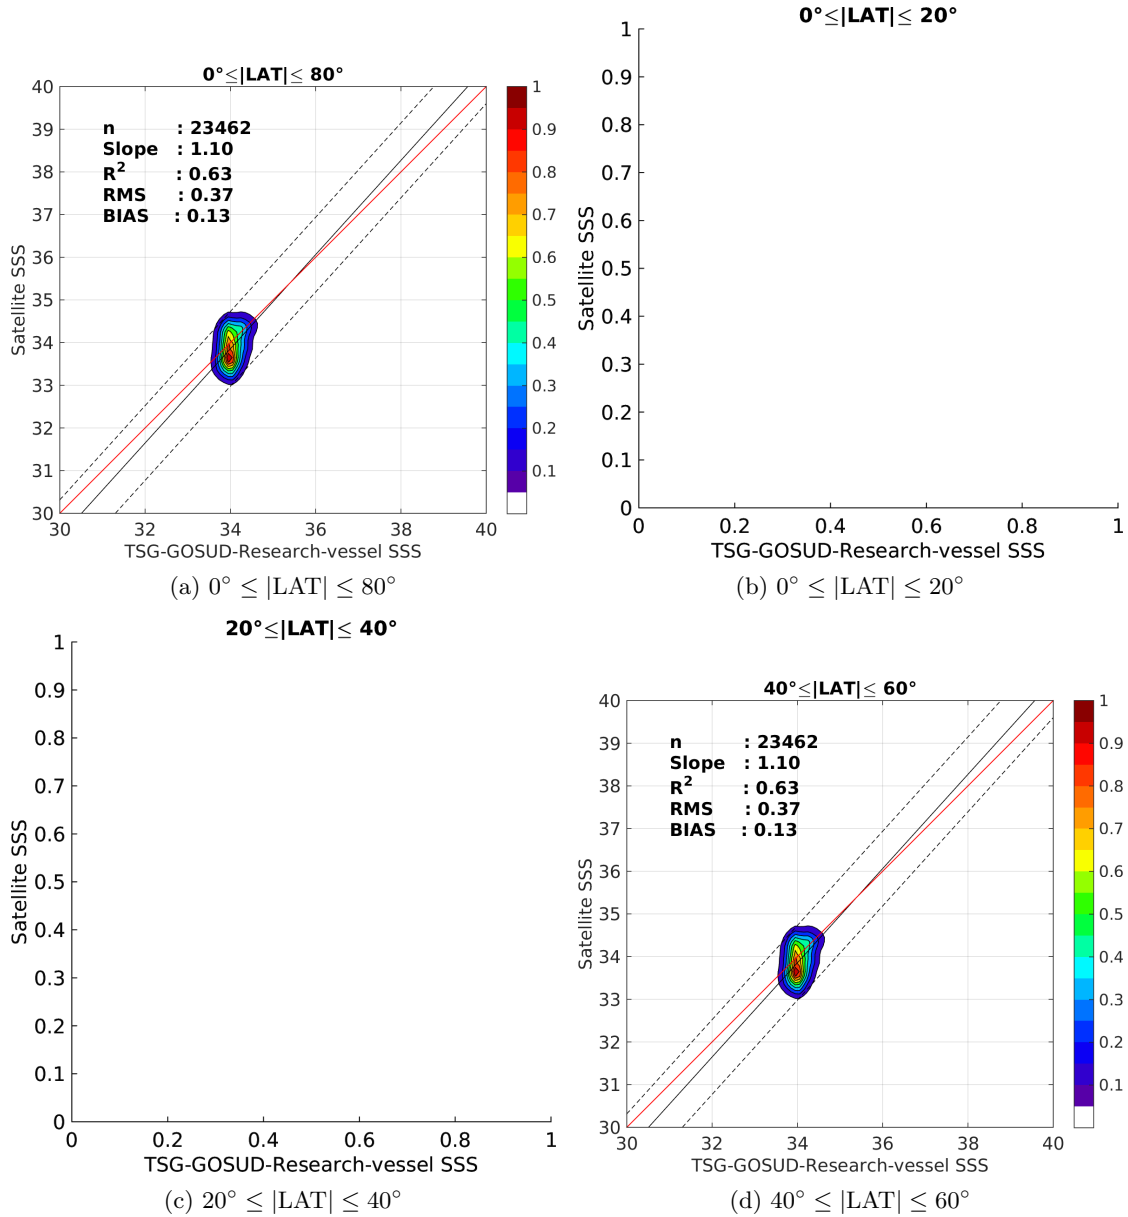 0°≤|LAT|≤ 80°
40
39
38
37
36
35
34
33
32
31
30
30 32 34 36 38 40
Satellite SSS
TSG-GOSUD-Research-vessel SSS
n : 23462
Slope : 1.10
R² : 0.63
RMS : 0.37
BIAS : 0.13
1
0.9
0.8
0.7
0.6
0.5
0.4
0.3
0.2
0.1
(a) 0° ≤ |LAT| ≤ 80°
0°≤|LAT|≤ 20°
1
0.9
0.8
0.7
0.6
0.5
0.4
0.3
0.2
0.1
0
0 0.2 0.4 0.6 0.8 1
Satellite SSS
TSG-GOSUD-Research-vessel SSS
(b) 0° ≤ |LAT| ≤ 20°
20°≤|LAT|≤ 40°
1
0.9
0.8
0.7
0.6
0.5
0.4
0.3
0.2
0.1
0
0 0.2 0.4 0.6 0.8 1
Satellite SSS
TSG-GOSUD-Research-vessel SSS
(c) 20° ≤ |LAT| ≤ 40°
40°≤|LAT|≤ 60°
40
39
38
37
36
35
34
33
32
31
30
30 32 34 36 38 40
Satellite SSS
TSG-GOSUD-Research-vessel SSS
n : 23462
Slope : 1.10
R² : 0.63
RMS : 0.37
BIAS : 0.13
1
0.9
0.8
0.7
0.6
0.5
0.4
0.3
0.2
0.1
(d) 40° ≤ |LAT| ≤ 60°